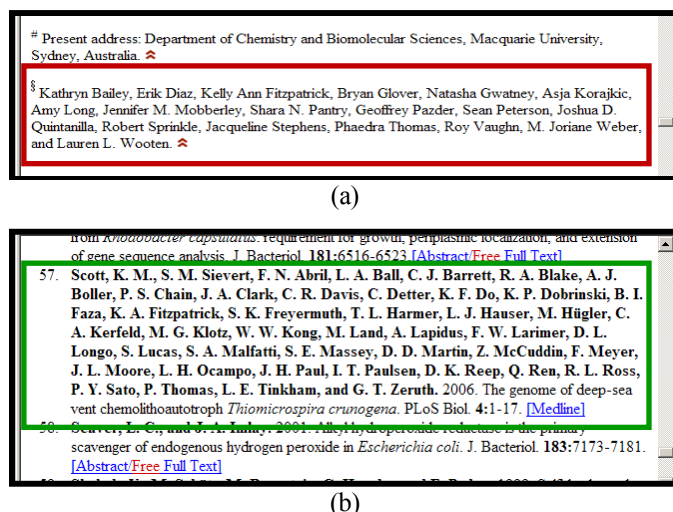 # Present address: Department of Chemistry and Biomolecular Sciences, Macquarie University,
Sydney, Australia.
§ Kathryn Bailey, Erik Diaz, Kelly Ann Fitzpatrick, Bryan Glover, Natasha Gwatney, Asja Korajkic,
Amy Long, Jennifer M. Mobberley, Shara N. Pantry, Geoffrey Pazder, Sean Peterson, Joshua D.
Quintanilla, Robert Sprinkle, Jacqueline Stephens, Phaedra Thomas, Roy Vaughn, M. Joriane Weber,
and Lauren L. Wooten.
(a)
from Rhodobacter capsulatus: requirement for growth, periplasmic localization, and extension
of gene sequence analysis. J. Bacteriol. 181:6516-6523.[Abstract/Free Full Text]
57. Scott, K. M., S. M. Sievert, F. N. Abril, L. A. Ball, C. J. Barrett, R. A. Blake, A. J.
Boller, P. S. Chain, J. A. Clark, C. R. Davis, C. Detter, K. F. Do, K. P. Dobrinski, B. I.
Faza, K. A. Fitzpatrick, S. K. Freyermuth, T. L. Harmer, L. J. Hauser, M. Hügler, C.
A. Kerfeld, M. G. Klotz, W. W. Kong, M. Land, A. Lapidus, F. W. Larimer, D. L.
Longo, S. Lucas, S. A. Malfatti, S. E. Massey, D. D. Martin, Z. McCuddin, F. Meyer,
J. L. Moore, L. H. Ocampo, J. H. Paul, I. T. Paulsen, D. K. Reep, Q. Ren, R. L. Ross,
P. Y. Sato, P. Thomas, L. E. Tinkham, and G. T. Zeruth. 2006. The genome of deep-sea
vent chemolithoautotroph Thiomicrospira crunogena. PLoS Biol. 4:1-17. [Medline]
58. Seaver, L. C., and J. A. Imlay. 2001. Alkyl hydroperoxide reductase is the primary
scavenger of endogenous hydrogen peroxide in Escherichia coli. J. Bacteriol. 183:7173-7181.
[Abstract/Free Full Text]
(b)